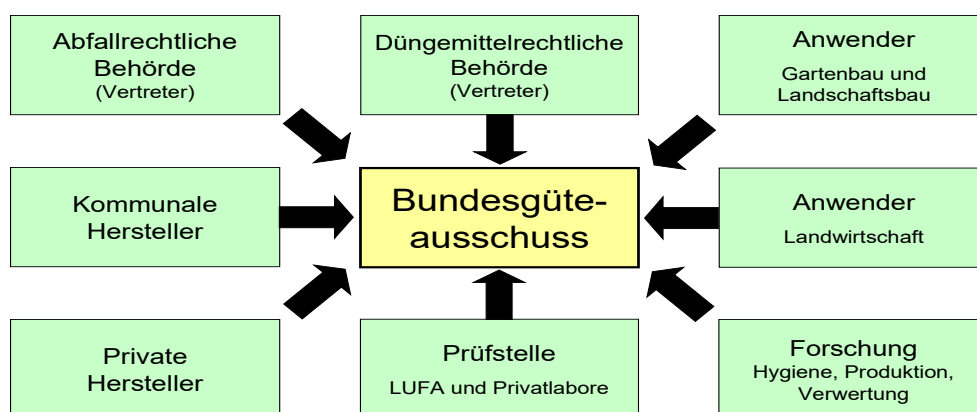 Abfallrechtliche
Behörde
(Vertreter)
Düngemittelrechtliche
Behörde
(Vertreter)
Anwender
Gartenbau und
Landschaftsbau
Kommunale
Hersteller
Bundesgüte-
ausschuss
Anwender
Landwirtschaft
Private
Hersteller
Prüfstelle
LUFA und Privatlabore
Forschung
Hygiene, Produktion,
Verwertung